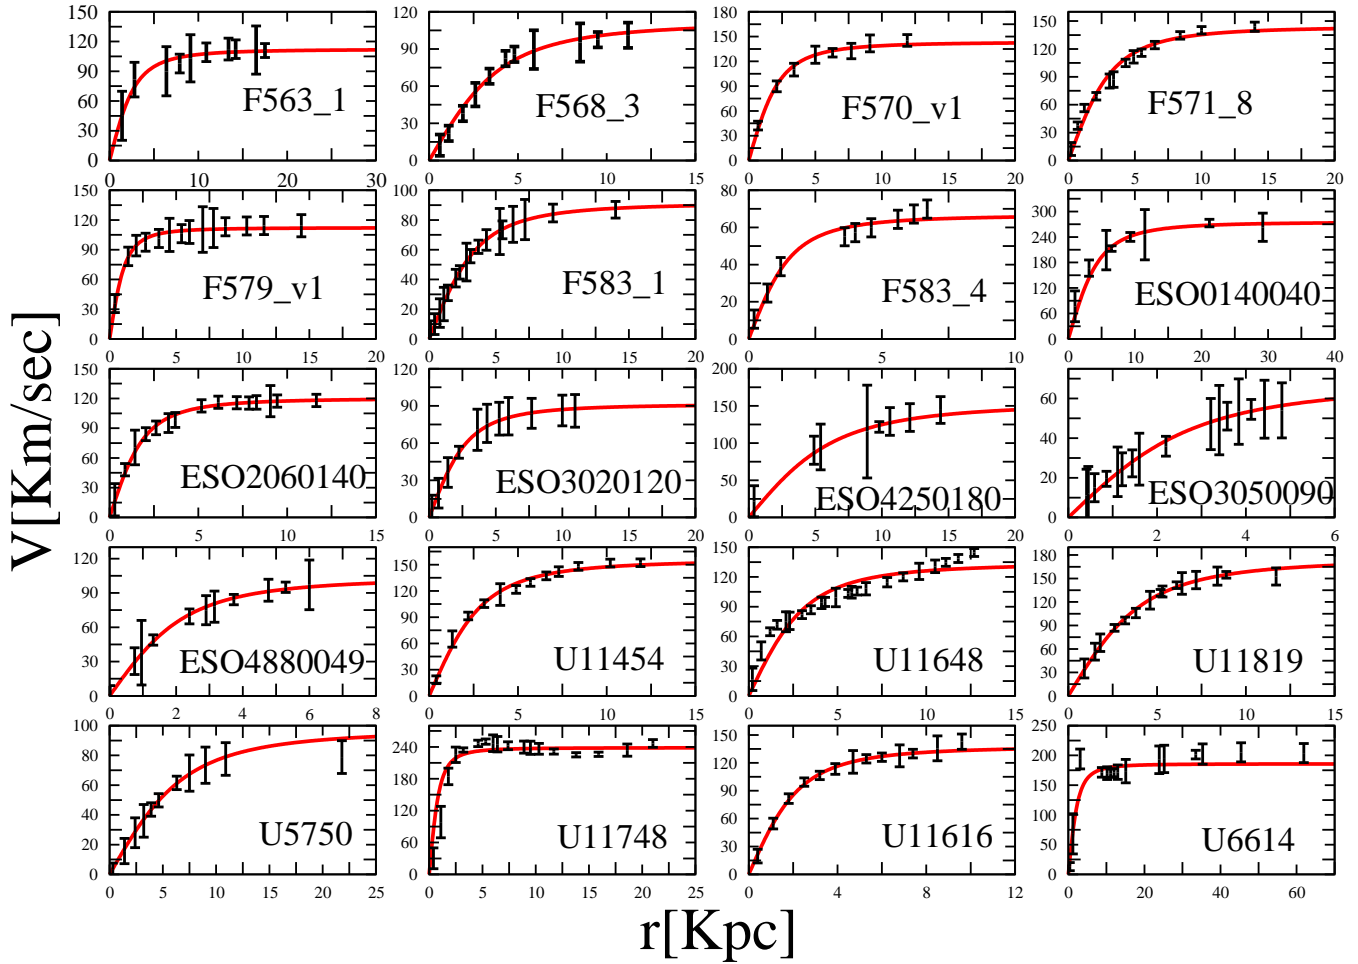 150 120 150 150
120 90 120 120
90 60 90 90
60 30 60 60
30 0 30 30
0 0 0
F563_1 F568_3 F570_v1 F571_8
0 10 20 30 0 5 10 15 0 5 10 15 20 0 5 10 15 20
150 100 80 300
120 80 60 240
90 60 40 180
60 40 20 120
30 20 0 60
0 0 0
F579_v1 F583_1 F583_4 ESO0140040
0 5 10 15 20 0 5 10 15 20 0 5 10 0 10 20 30 40
150 120 200 60
120 90 150 40
90 60 100 20
60 30 50 0
30 0 0
0
ESO2060140 ESO3020120 ESO4250180 ESO3050090
0 5 10 15 0 5 10 15 20 0 5 10 15 20 0 2 4 6
V[Km/sec]
120 150 150 180
90 120 120 150
60 90 90 120
30 60 60 90
0 30 30 60
0 0 30
0
ESO4880049 U11454 U11648 U11819
0 2 4 6 8 0 5 10 15 0 5 10 15 0 5 10 15
100 240 180 250
80 180 150 200
60 120 120 150
40 60 90 100
20 0 60 50
0 30 0
0
U5750 U11748 U11616 U6614
0 5 10 15 20 25 0 5 10 15 20 25 0 4 8 12 0 20 40 60
r[Kpc]